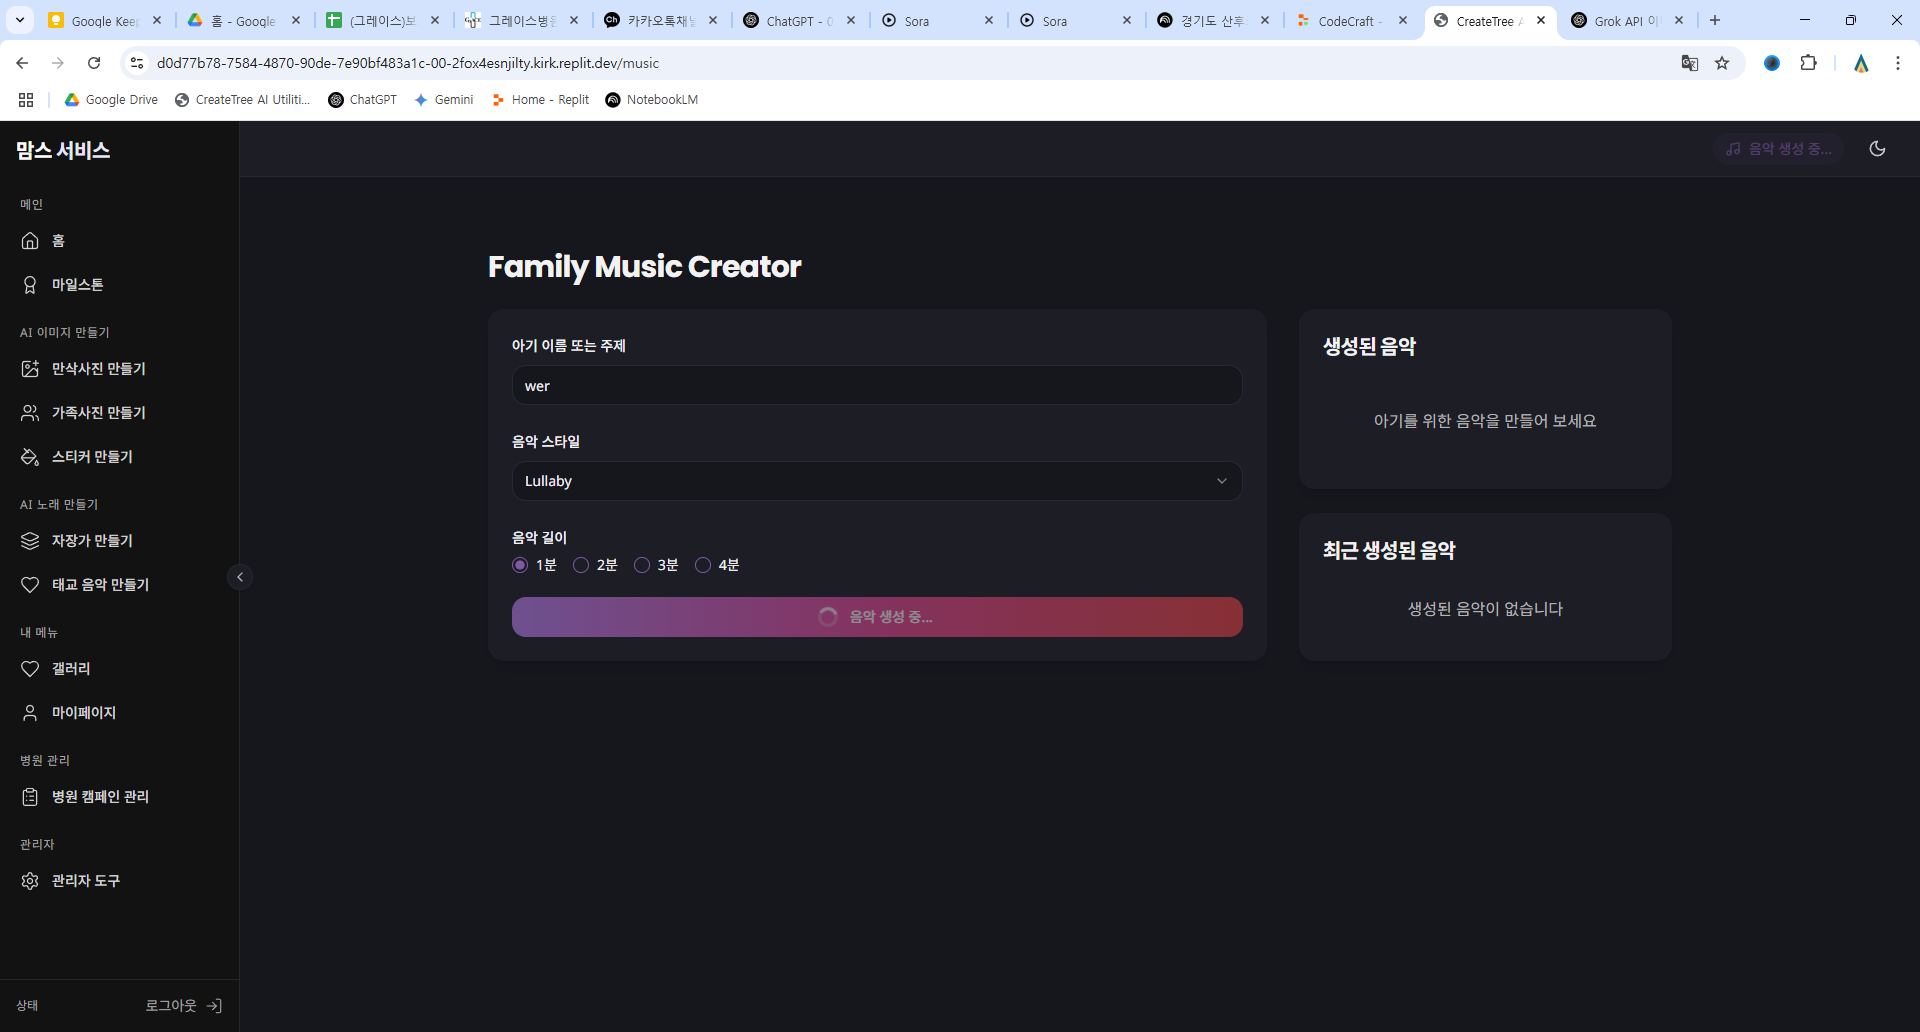 Google Keep
홈 - Google
(그레이스)보
그레이스병원
카카오톡채널
ChatGPT - 0
Sora
Sora
경기도 산후
CodeCraft -
CreateTree A
Grok API 이
d0d77b78-7584-4870-90de-7e90bf483a1c-00-2fox4esnjilty.kirk.replit.dev/music
Google Drive
CreateTree AI Utiliti...
ChatGPT
Gemini
Home - Replit
NotebookLM
맘스 서비스
음악 생성 중...
메인
홈
마일스톤
AI 이미지 만들기
만삭사진 만들기
가족사진 만들기
스티커 만들기
AI 노래 만들기
자장가 만들기
태교 음악 만들기
내 메뉴
갤러리
마이페이지
병원 관리
병원 캠페인 관리
관리자
관리자 도구
상태
로그아웃
Family Music Creator
아기 이름 또는 주제
wer
음악 스타일
Lullaby
음악 길이
1분 2분 3분 4분
음악 생성 중...
생성된 음악
아기를 위한 음악을 만들어 보세요
최근 생성된 음악
생성된 음악이 없습니다